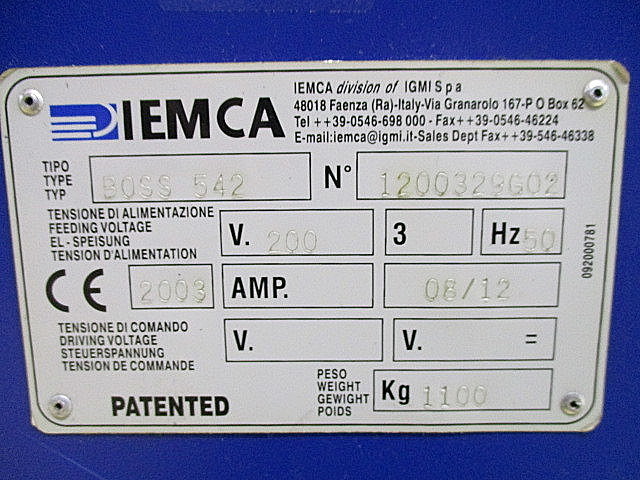 IEMCA division of IGMI S p a
48018 Faenza (Ra)-Italy-Via Granarolo 167-P O Box 62
Tel ++39-0546-698 000 - Fax++39-0546-46224
E-mail:iemca@igmi.it-Sales Dept Fax++39-546-46338
IEMCA
TIPO
TYPE
TYP
BOSS 542
N° 1200329G02
TENSIONE DI ALIMENTAZIONE
FEEDING VOLTAGE
EL - SPEISUNG
TENSION D'ALIMENTATION
V. 200
3
Hz 50
CE
2003
AMP.
08/12
TENSIONE DI COMANDO
DRIVING VOLTAGE
STEUERSPANNUNG
TENSION DE COMMANDE
V.
V. =
PATENTED
PESO
WEIGHT
GEWIGHT
POIDS
Kg 1100
092000781